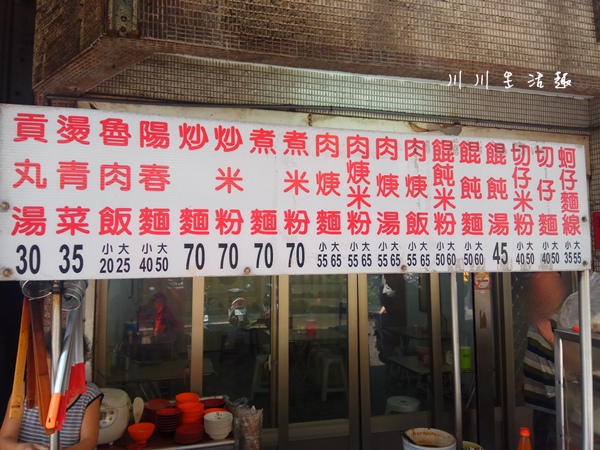 川川生活趣
蚵仔麵線 小35 大55
切仔麵 小40 大50
切仔米粉 小40 大50
餛飩湯 45
餛飩麵 小50 大60
餛飩米粉 小50 大60
肉焿飯 小55 大65
肉焿湯 小55 大65
肉焿米粉 小55 大65
肉焿麵 小55 大65
煮米粉 70
煮麵 70
炒米粉 70
炒麵 70
陽春麵 小40 大50
魯肉飯 小20 大25
燙青菜 35
貢丸湯 30